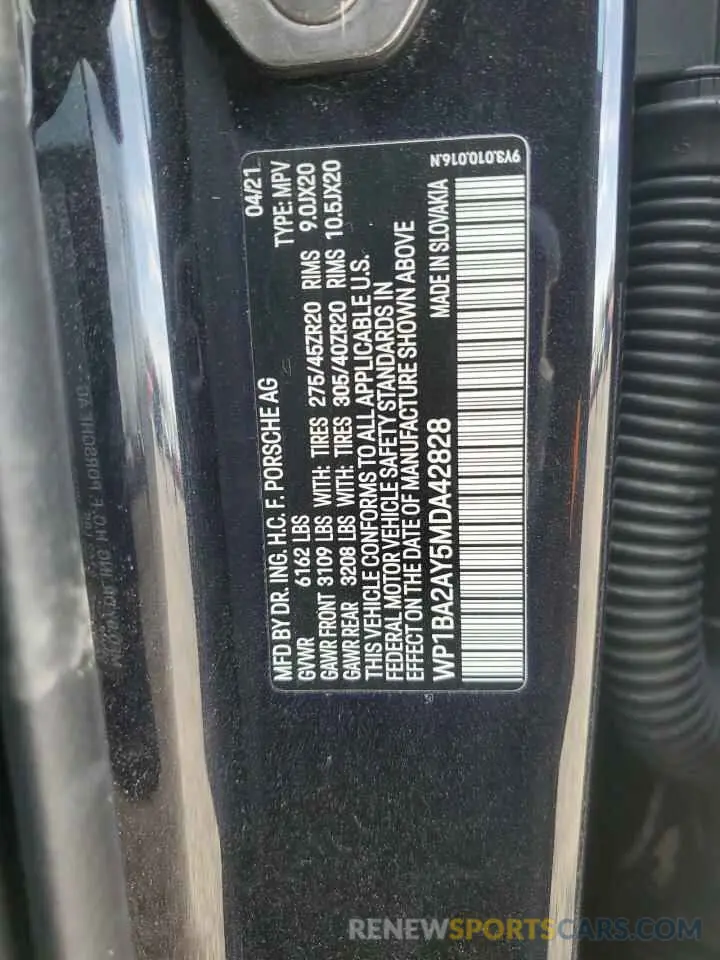 MFD BY DR. ING. H.C. F. PORSCHE AG 04/21
GVWR 6162 LBS TYPE: MPV
GAWR FRONT 3109 LBS WITH: TIRES 275/45ZR20 RIMS 9.0JX20
GAWR REAR 3208 LBS WITH: TIRES 305/40ZR20 RIMS 10.5JX20
THIS VEHICLE CONFORMS TO ALL APPLICABLE U.S.
FEDERAL MOTOR VEHICLE SAFETY STANDARDS IN
EFFECT ON THE DATE OF MANUFACTURE SHOWN ABOVE
WP1BA2AY5MDA42828 MADE IN SLOVAKIA
9Y3.010.016.N
RENEWSPORTSCARS.COM